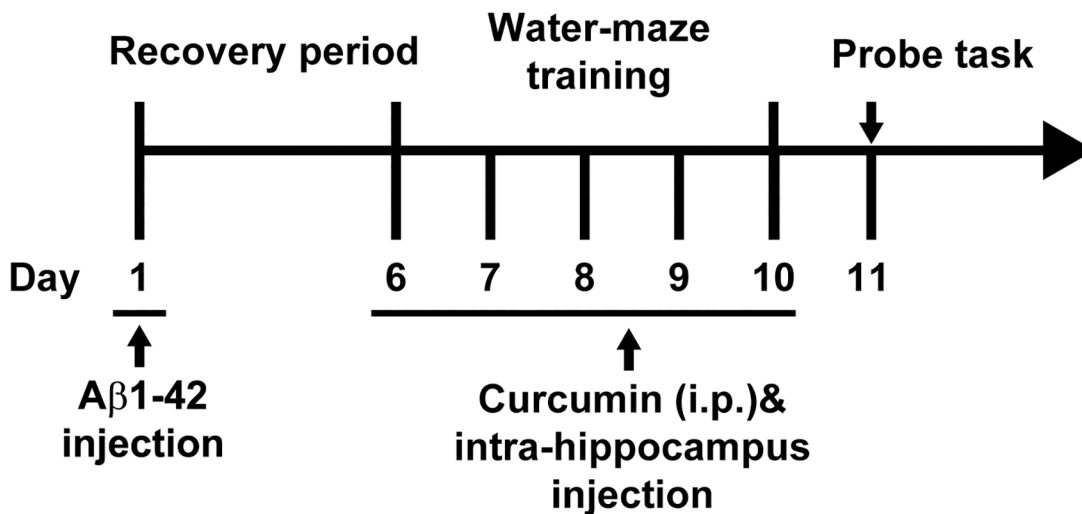 Recovery period
Water-maze
training
Probe task
Day 1 6 7 8 9 10 11
Aβ1-42
injection
Curcumin (i.p.)&
intra-hippocampus
injection